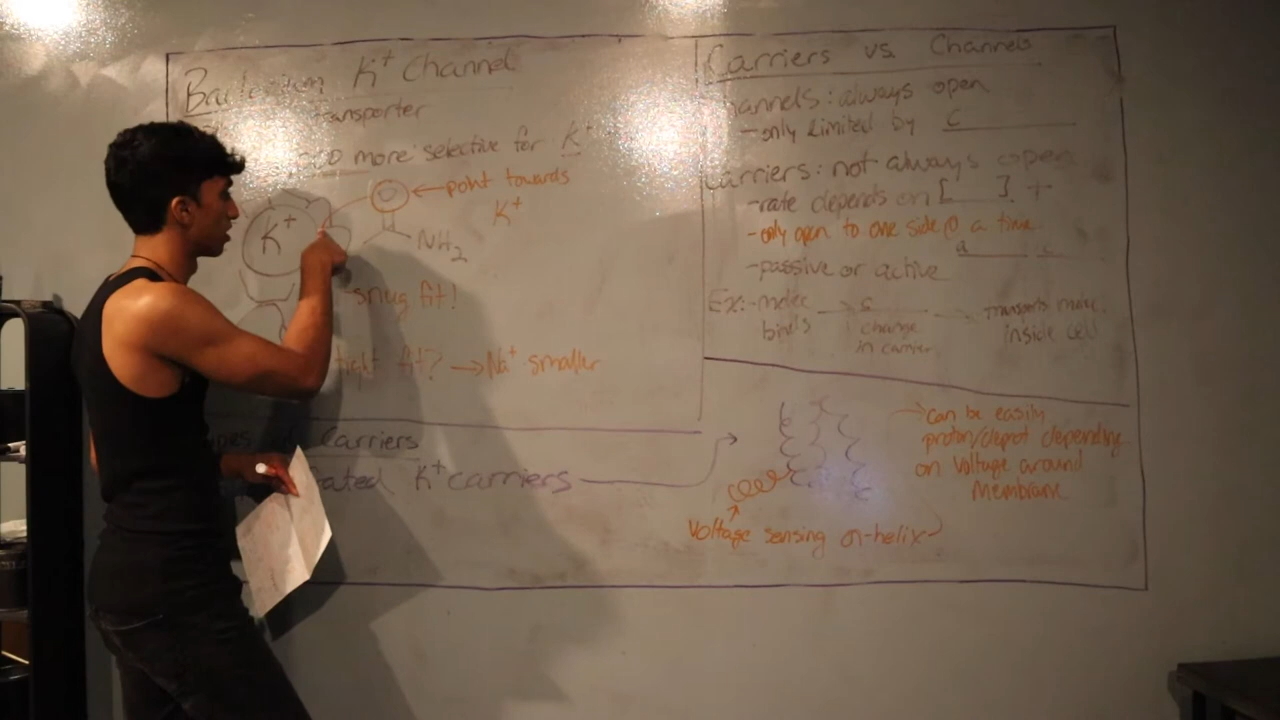 K+ Channel
more selective for K+
K+
← point towards
K+
NH2
snug fit!
tight fit? → Na+ smaller
Carriers
K+ carriers
Carriers vs. Channels
Channels: always open
- only limited by C
Carriers: not always open
- rate depends on [ ] +
- only open to one side @ a time
- passive or active
Ex: - molec. binds → C change in carrier → transports molec. inside cell
→ Can be easily
proton/deprot depending
on voltage around
Membrane
Voltage sensing α-helix